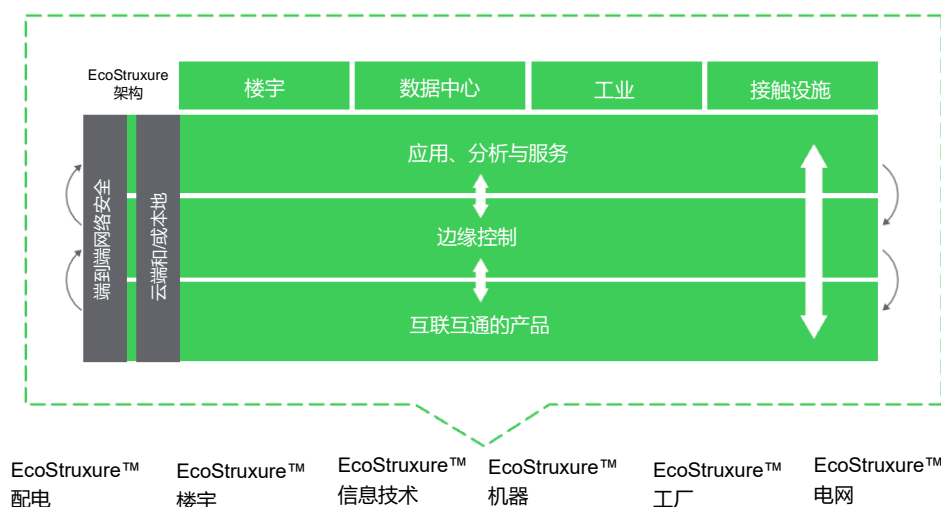 EcoStruxure
架构
楼宇
数据中心
工业
接触设施
应用、分析与服务
边缘控制
互联互通的产品
端到端网络安全
云端和/或本地
EcoStruxure™
配电
EcoStruxure™
楼宇
EcoStruxure™
信息技术
EcoStruxure™
机器
EcoStruxure™
工厂
EcoStruxure™
电网